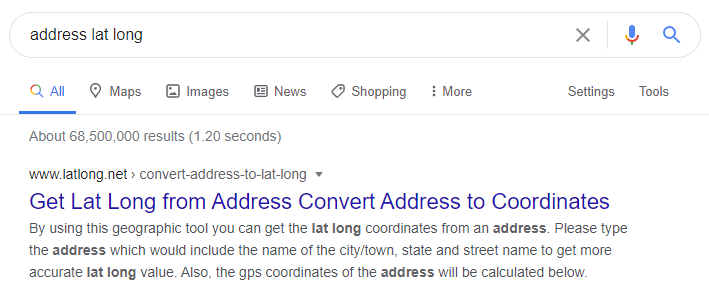 address lat long
All Maps Images News Shopping More Settings Tools
About 68,500,000 results (1.20 seconds)
www.latlong.net › convert-address-to-lat-long
Get Lat Long from Address Convert Address to Coordinates
By using this geographic tool you can get the lat long coordinates from an address. Please type
the address which would include the name of the city/town, state and street name to get more
accurate lat long value. Also, the gps coordinates of the address will be calculated below.